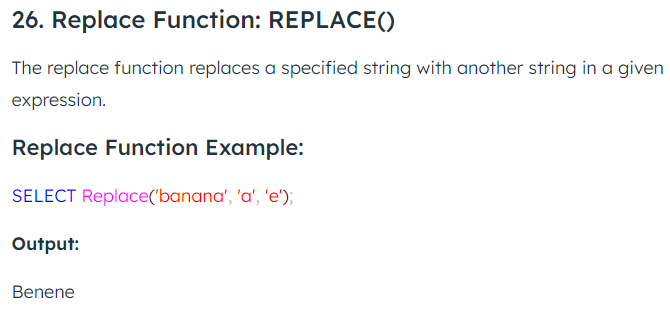 26. Replace Function: REPLACE()
The replace function replaces a specified string with another string in a given
expression.
Replace Function Example:
SELECT Replace('banana', 'a', 'e');
Output:
Benene